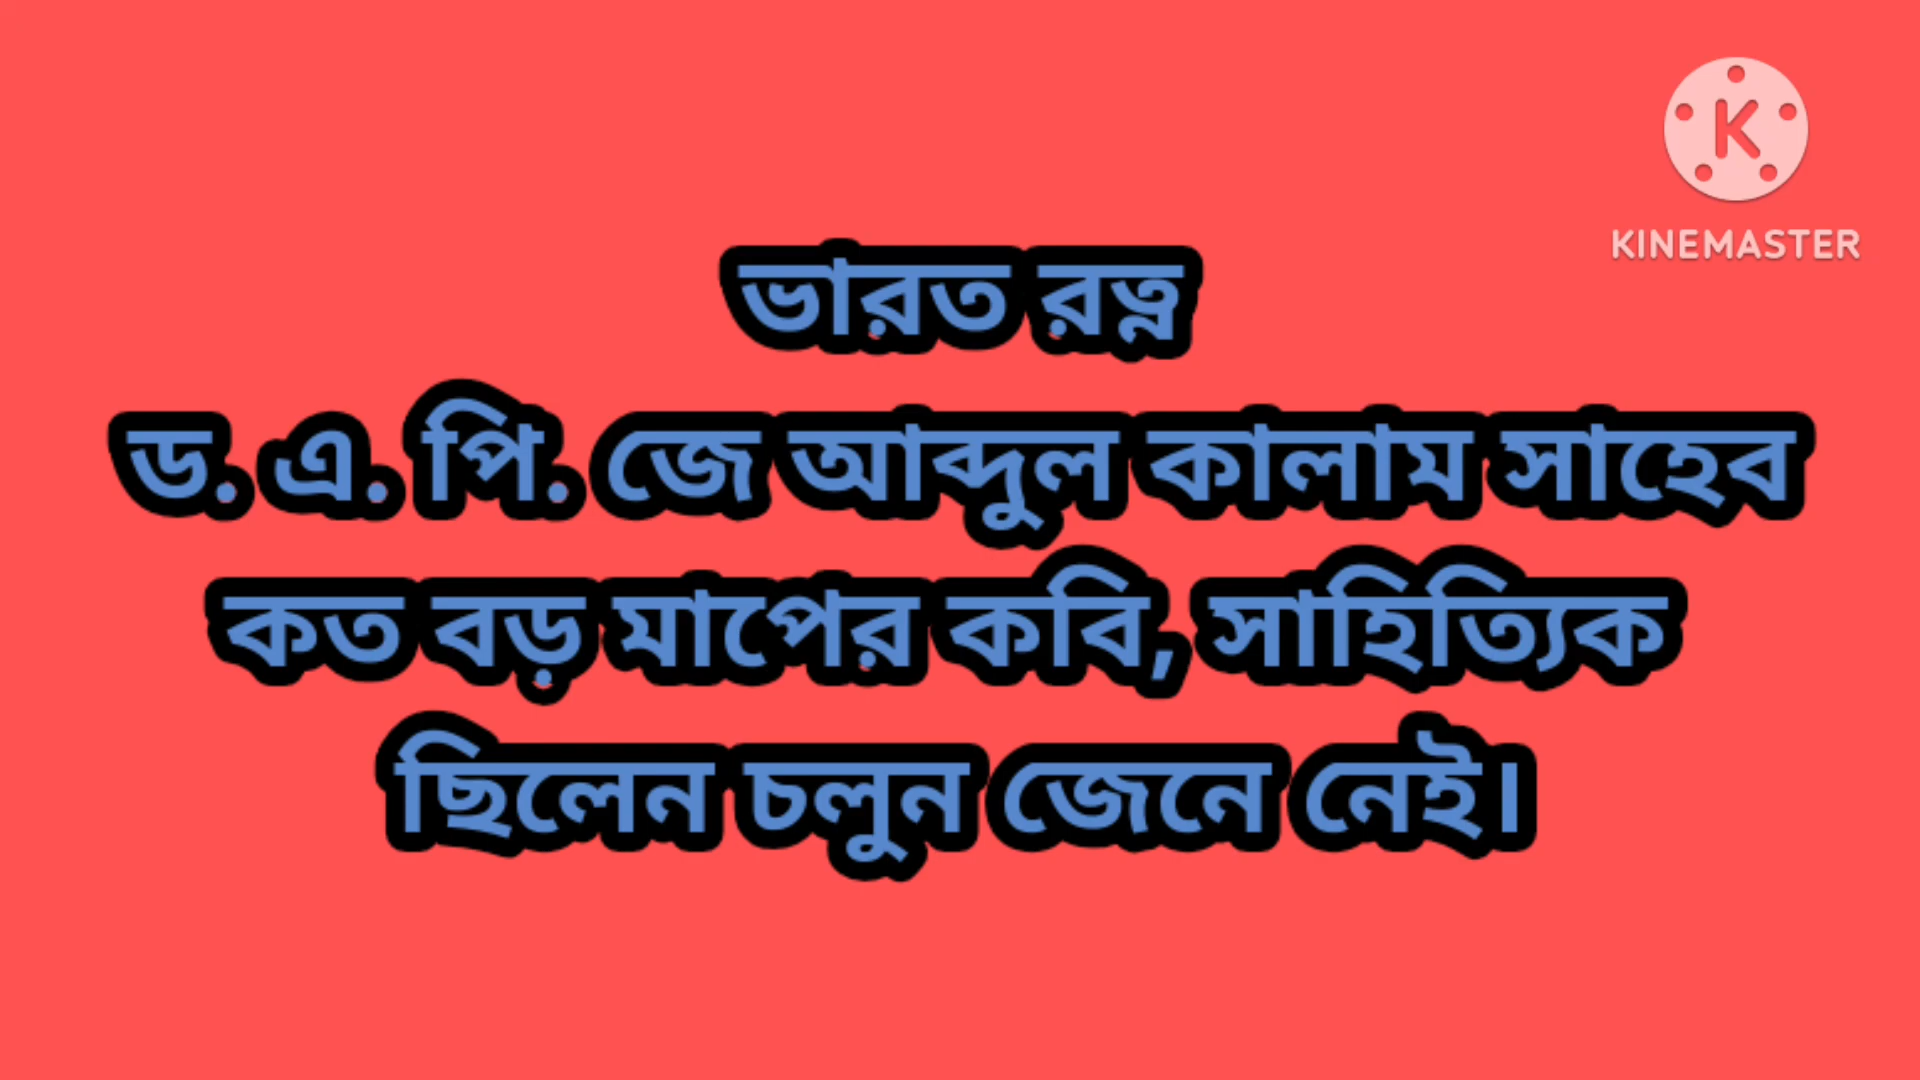 KINEMASTER
ভারত রত্ন
ড. এ. পি. জে আব্দুল কালাম সাহেব
কত বড় মাপের কবি, সাহিত্যিক
ছিলেন চলুন জেনে নেই।